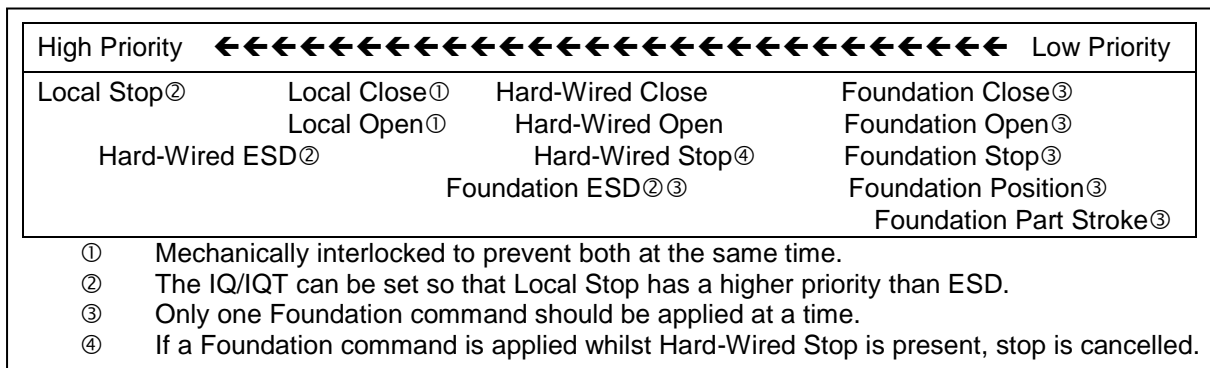 High Priority 🡸🡸🡸🡸🡸🡸🡸🡸🡸🡸🡸🡸🡸🡸🡸🡸🡸🡸🡸🡸🡸🡸🡸🡸🡸🡸🡸🡸 Low Priority
Local Stop② Local Close① Hard-Wired Close Foundation Close③
Local Open① Hard-Wired Open Foundation Open③
Hard-Wired ESD② Hard-Wired Stop④ Foundation Stop③
Foundation ESD②③ Foundation Position③
Foundation Part Stroke③
① Mechanically interlocked to prevent both at the same time.
② The IQ/IQT can be set so that Local Stop has a higher priority than ESD.
③ Only one Foundation command should be applied at a time.
④ If a Foundation command is applied whilst Hard-Wired Stop is present, stop is cancelled.